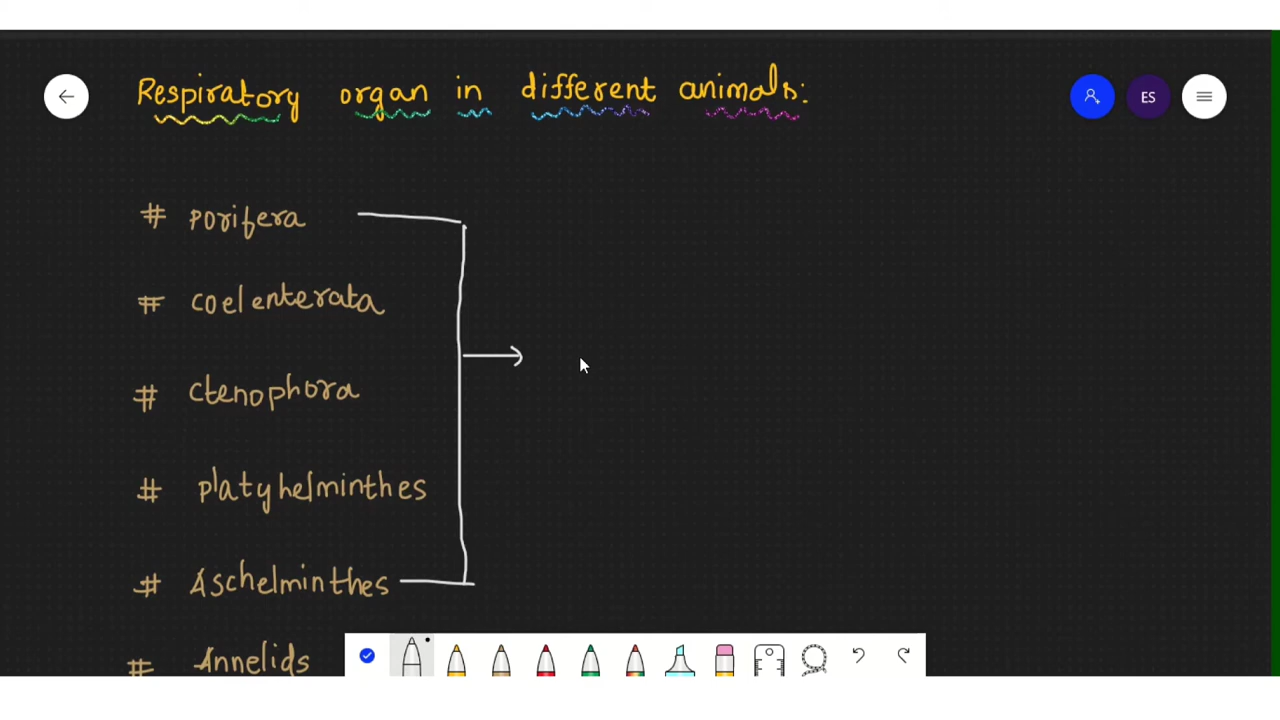 Respiratory organ in different animals:
ES
# Porifera
# coelenterata
# Ctenophora
# platyhelminthes
# Aschelminthes
# Annelids